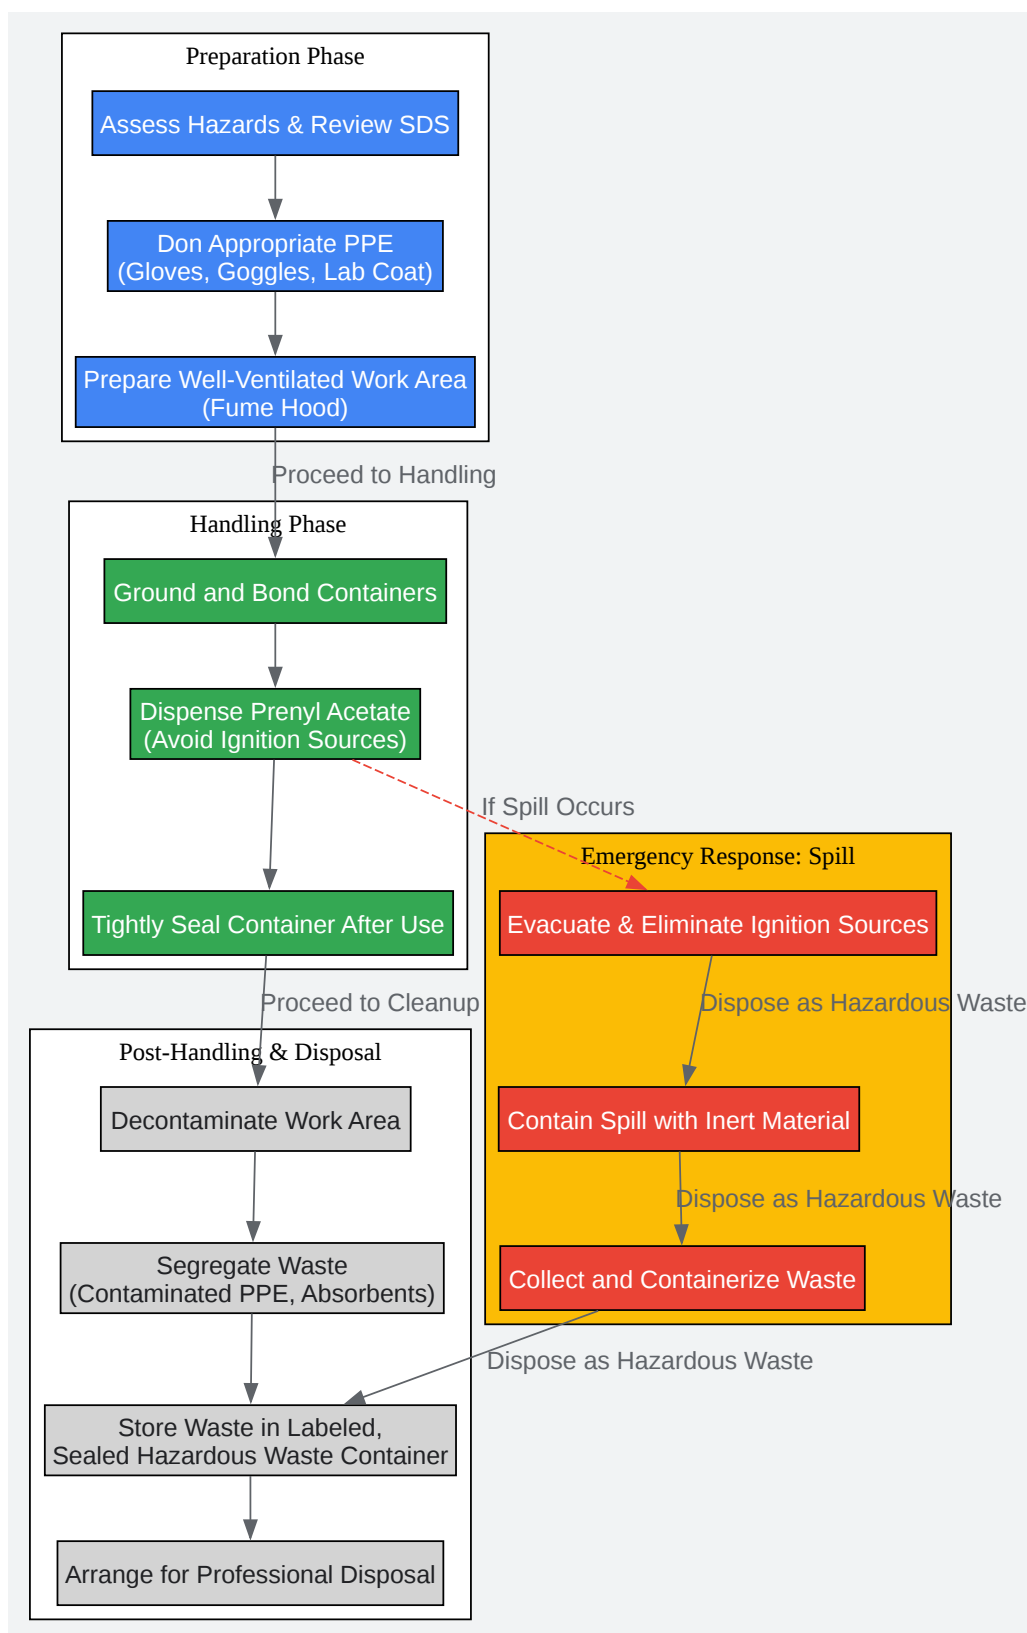 Preparation Phase
Assess Hazards & Review SDS
Don Appropriate PPE
(Gloves, Goggles, Lab Coat)
Prepare Well-Ventilated Work Area
(Fume Hood)
Proceed to Handling
Handling Phase
Ground and Bond Containers
Dispense Prenyl Acetate
(Avoid Ignition Sources)
If Spill Occurs
Tightly Seal Container After Use
Emergency Response: Spill
Evacuate & Eliminate Ignition Sources
Dispose as Hazardous Waste
Contain Spill with Inert Material
Dispose as Hazardous Waste
Collect and Containerize Waste
Dispose as Hazardous Waste
Proceed to Cleanup
Post-Handling & Disposal
Decontaminate Work Area
Segregate Waste
(Contaminated PPE, Absorbents)
Store Waste in Labeled,
Sealed Hazardous Waste Container
Arrange for Professional Disposal